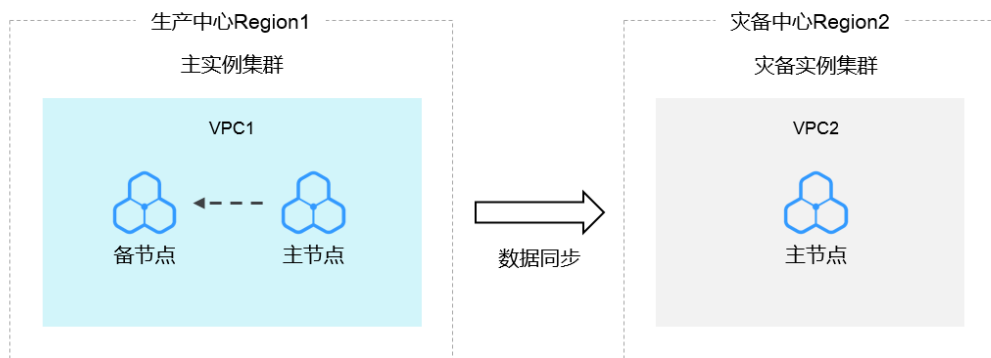 生产中心Region1
主实例集群
VPC1
备节点
主节点
数据同步
灾备中心Region2
灾备实例集群
VPC2
主节点